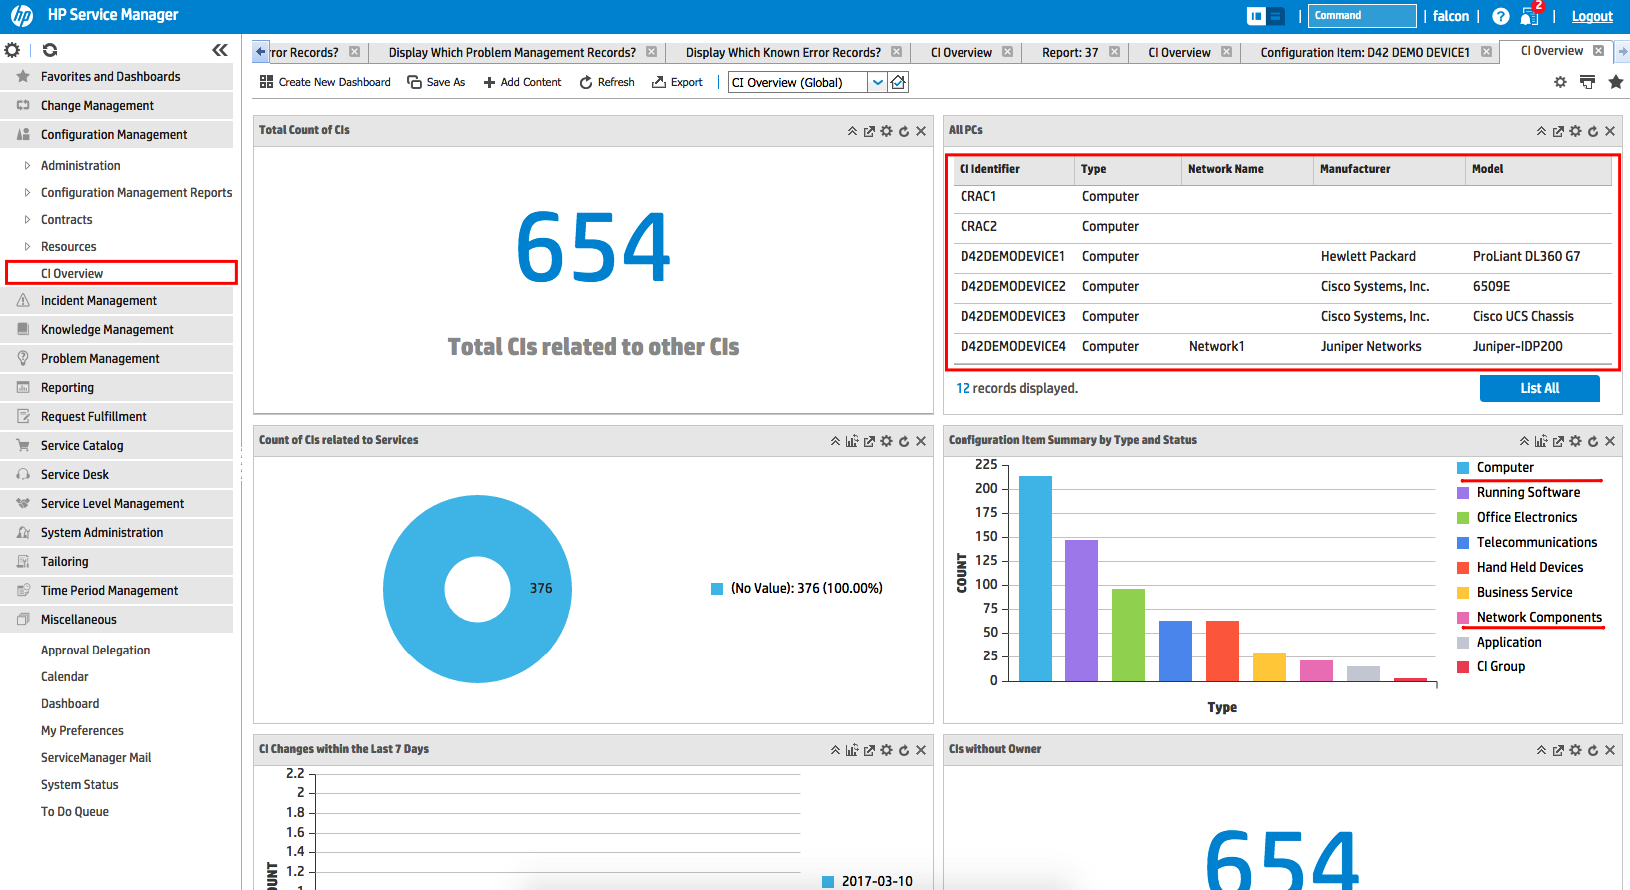 hp HP Service Manager
Command
falcon
?
2
Logout
Favorites and Dashboards
Change Management
Configuration Management
Administration
Configuration Management Reports
Contracts
Resources
CI Overview
Incident Management
Knowledge Management
Problem Management
Reporting
Request Fulfillment
Service Catalog
Service Desk
Service Level Management
System Administration
Tailoring
Time Period Management
Miscellaneous
Approval Delegation
Calendar
Dashboard
My Preferences
ServiceManager Mail
System Status
To Do Queue
ror Records?
Display Which Problem Management Records?
Display Which Known Error Records?
CI Overview
Report: 37
CI Overview
Configuration Item: D42 DEMO DEVICE1
CI Overview
Create New Dashboard
Save As
Add Content
Refresh
Export
CI Overview (Global)
Total Count of CIs
654
Total CIs related to other CIs
All PCs
CI Identifier Type Network Name Manufacturer Model
CRAC1 Computer
CRAC2 Computer
D42DEMODEVICE1 Computer Hewlett Packard ProLiant DL360 G7
D42DEMODEVICE2 Computer Cisco Systems, Inc. 6509E
D42DEMODEVICE3 Computer Cisco Systems, Inc. Cisco UCS Chassis
D42DEMODEVICE4 Computer Network1 Juniper Networks Juniper-IDP200
12 records displayed.
List All
Count of CIs related to Services
376
(No Value): 376 (100.00%)
Configuration Item Summary by Type and Status
225
200
175
150
125
100
75
50
25
0
COUNT
Type
Computer
Running Software
Office Electronics
Telecommunications
Hand Held Devices
Business Service
Network Components
Application
CI Group
CI Changes within the Last 7 Days
2.2
2
1.8
1.6
1.4
1.2
2017-03-10
CIs without Owner
654